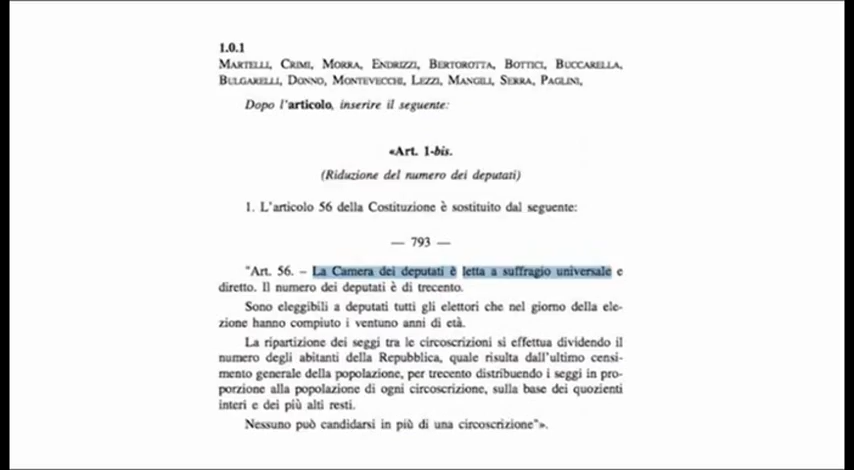 1.0.1
MARTELLI, CRIMI, MORRA, ENDRIZZI, BERTOROTTA, BOTTICI, BUCCARELLA,
BULGARELLI, DONNO, MONTEVECCHI, LEZZI, MANGILI, SERRA, PAGLINI,
Dopo l'articolo, inserire il seguente:
«Art. 1-bis.
(Riduzione del numero dei deputati)
1. L'articolo 56 della Costituzione è sostituito dal seguente:
— 793 —
"Art. 56. – La Camera dei deputati è letta a suffragio universale e
diretto. Il numero dei deputati è di trecento.
Sono eleggibili a deputati tutti gli elettori che nel giorno della ele-
zione hanno compiuto i ventuno anni di età.
La ripartizione dei seggi tra le circoscrizioni si effettua dividendo il
numero degli abitanti della Repubblica, quale risulta dall'ultimo censi-
mento generale della popolazione, per trecento distribuendo i seggi in pro-
porzione alla popolazione di ogni circoscrizione, sulla base dei quozienti
interi e dei più alti resti.
Nessuno può candidarsi in più di una circoscrizione"».